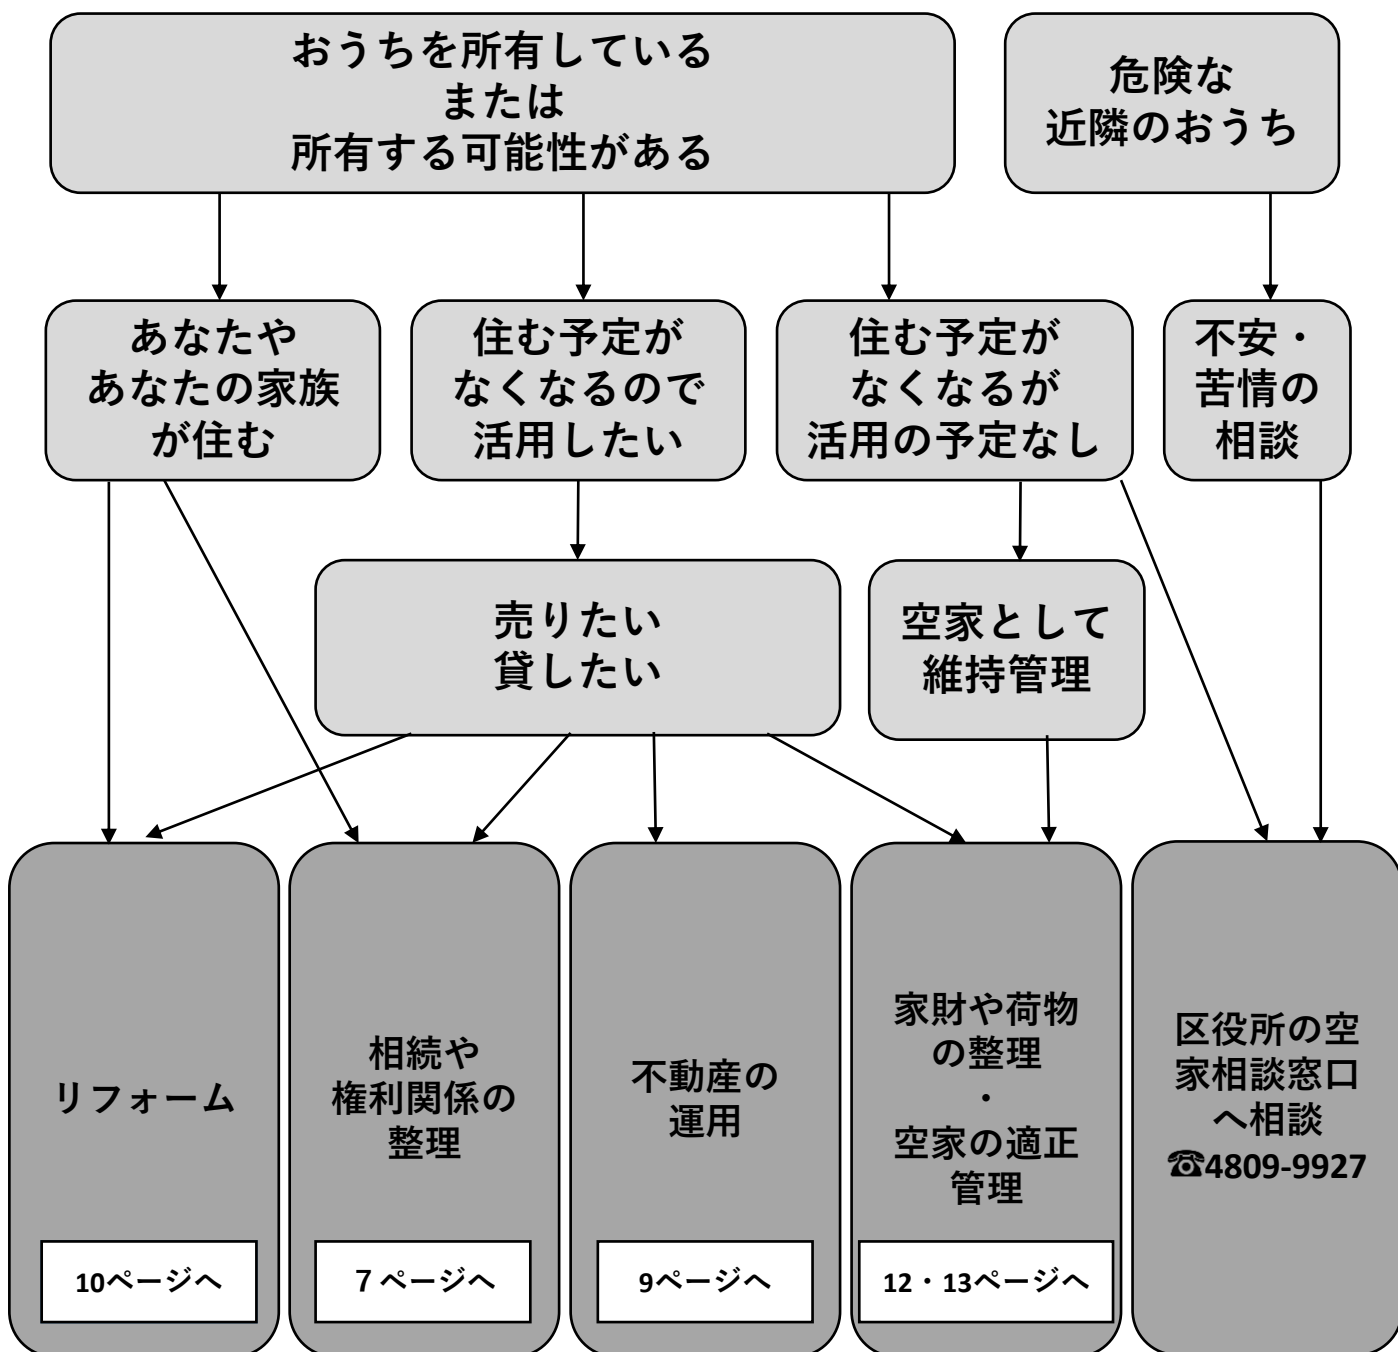 おうちを所有している
または
所有する可能性がある
危険な
近隣のおうち
あなたや
あなたの家族
が住む
住む予定が
なくなるので
活用したい
住む予定が
なくなるが
活用の予定なし
不安・
苦情の
相談
売りたい
貸したい
空家として
維持管理
リフォーム
10ページへ
相続や
権利関係の
整理
７ページへ
不動産の
運用
9ページへ
家財や荷物
の整理
・
空家の適正
管理
12・13ページへ
区役所の空
家相談窓口
へ相談
☎4809-9927